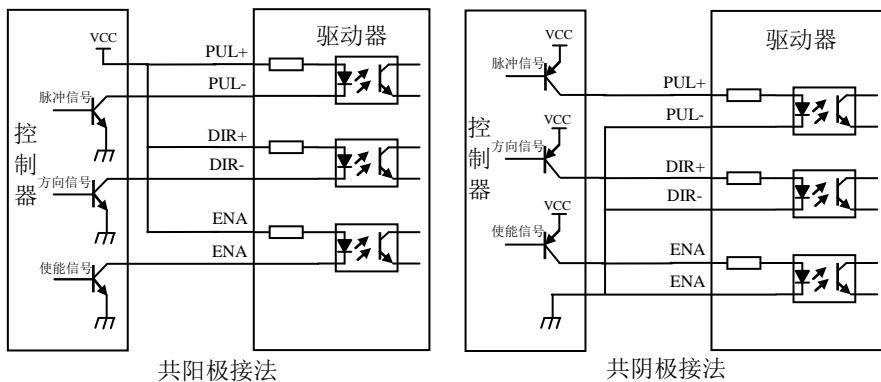 VCC
驱动器
PUL+
PUL-
脉冲信号
控制器
DIR+
DIR-
方向信号
ENA
ENA
使能信号
共阳极接法
VCC
驱动器
脉冲信号
PUL+
PUL-
VCC
控制器
方向信号
DIR+
DIR-
VCC
使能信号
ENA
ENA
共阴极接法